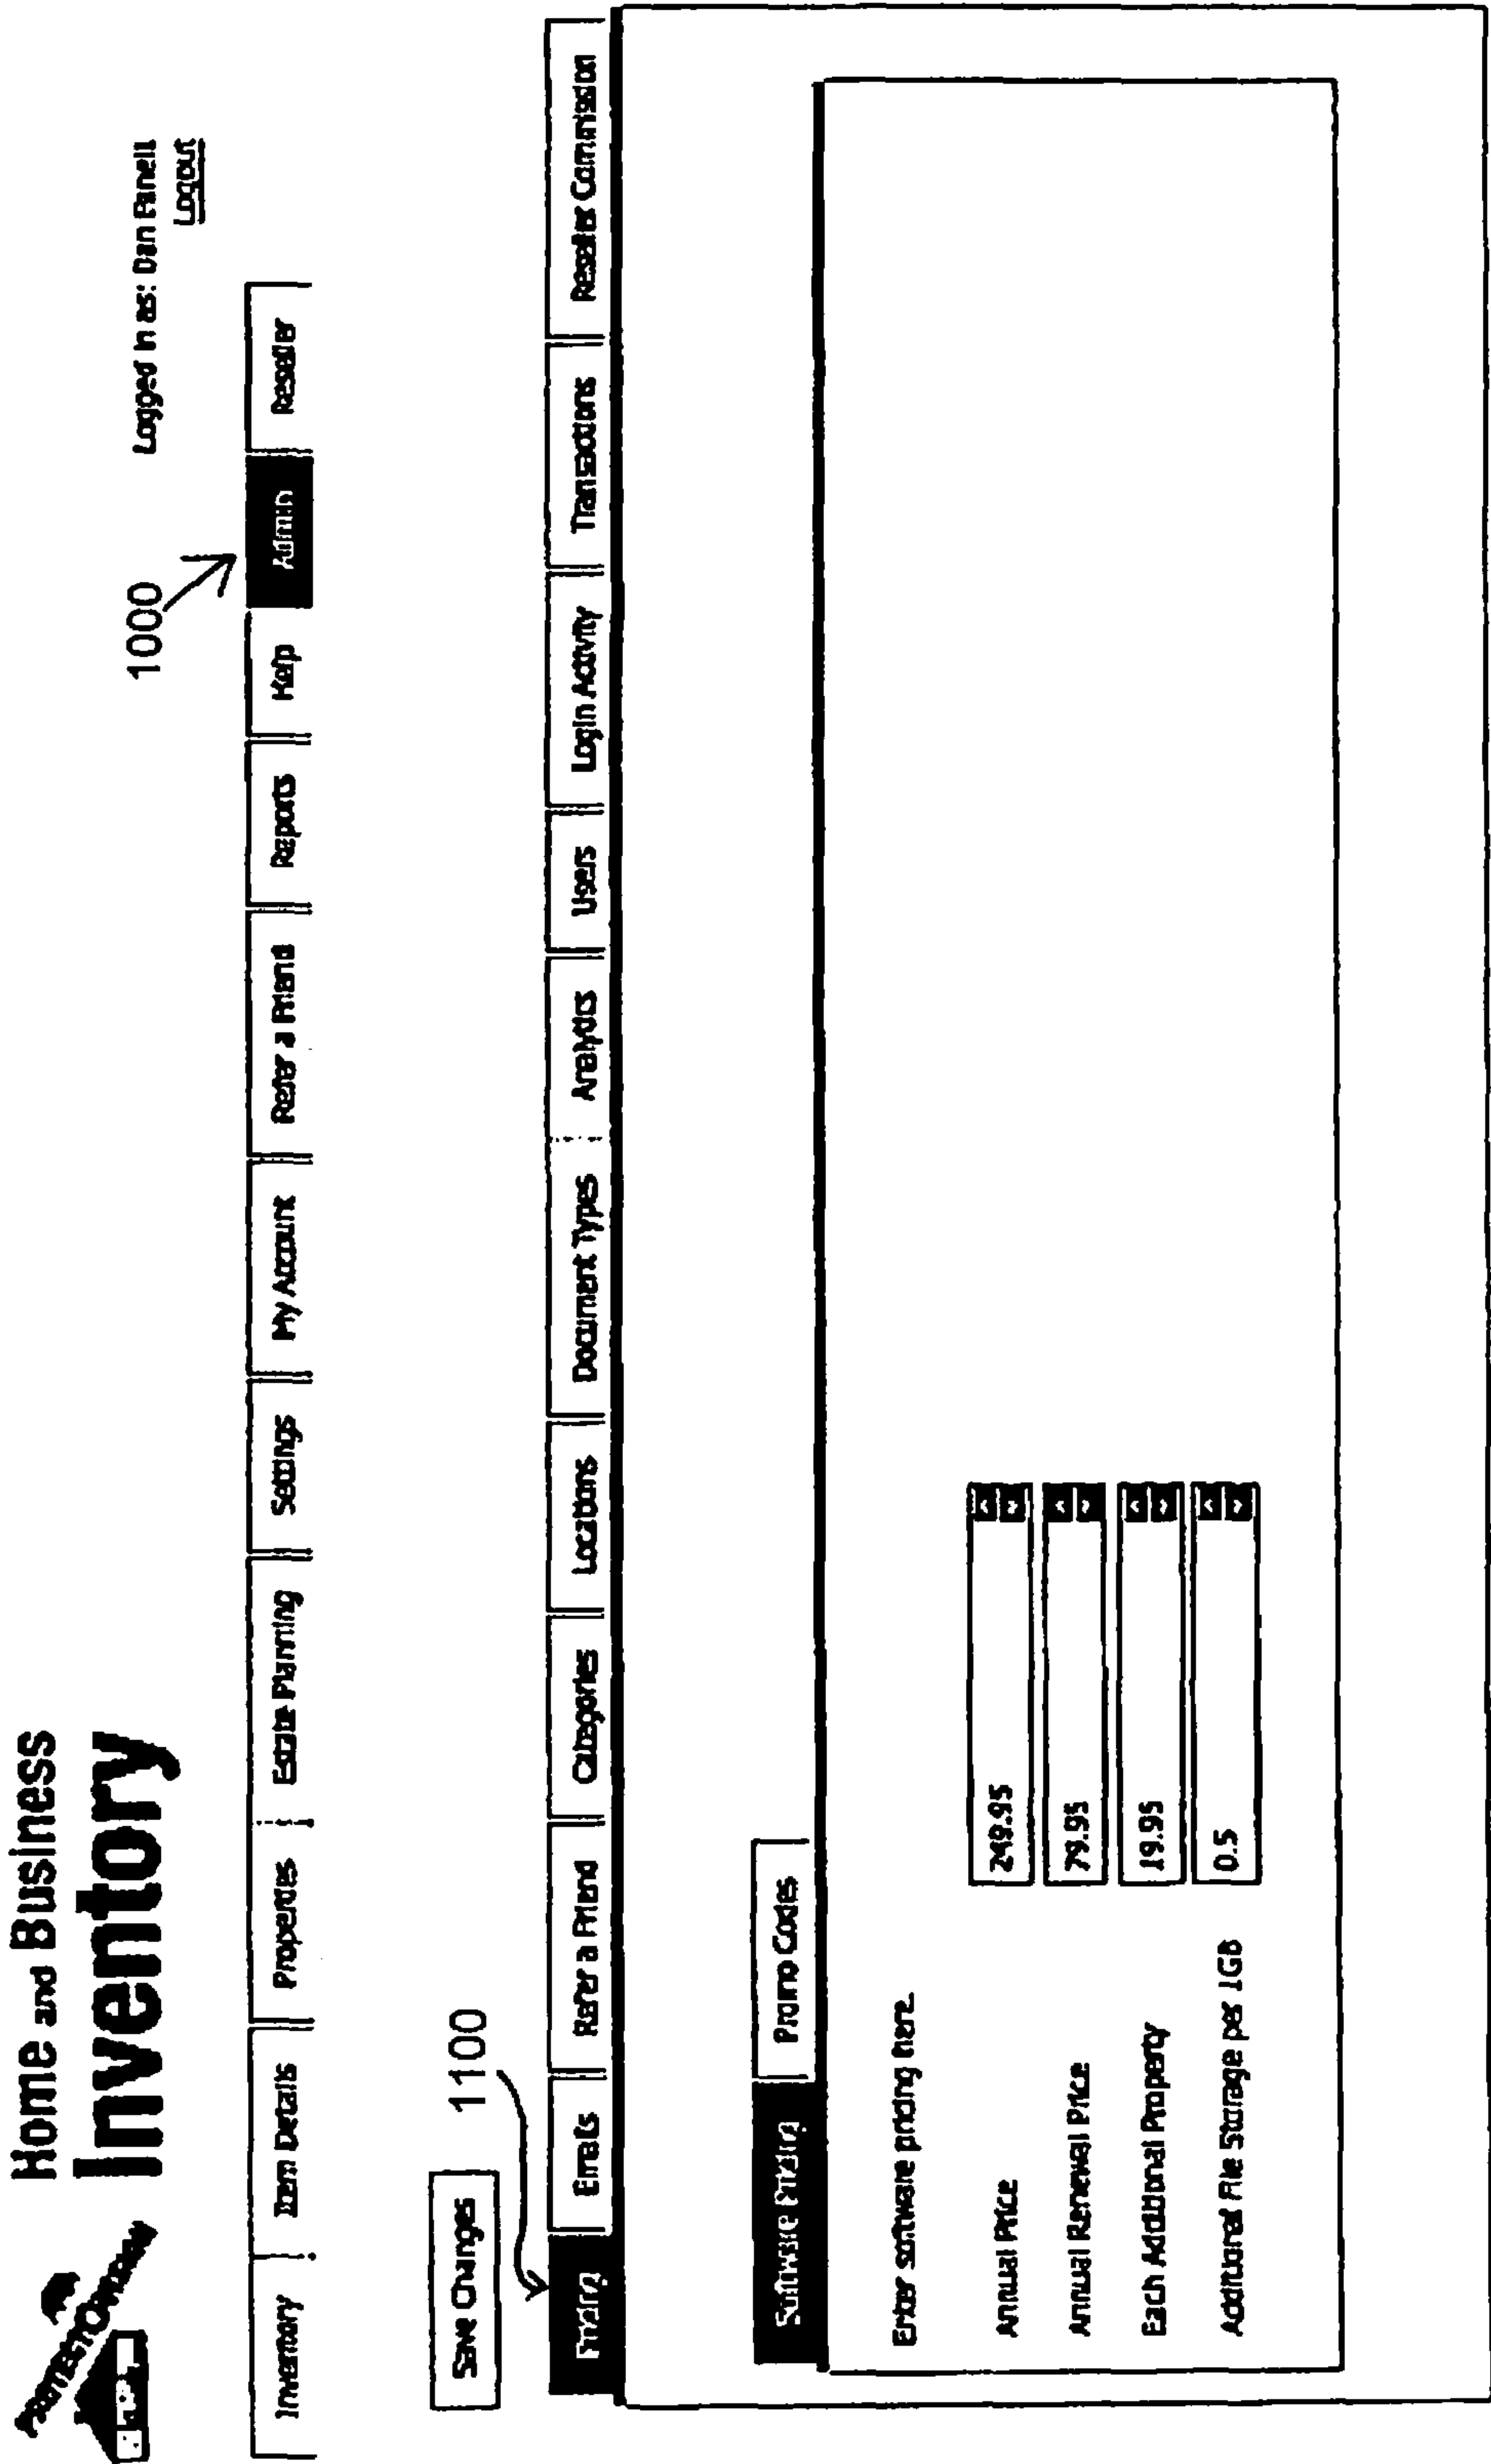 Home and Business
Inventory
Logged in as: Dan Panell
Logout
1000
Inventory Item Details Properties Estate Planning Settings My Account Refer a Friend Reports Help Admin Reseller
Save Changes
1100
Pricing Emails Refer a Friend Categories Locations Document Types Analytics Users Login Activity Transactions Reseller Commission
Software Pricing Promo Codes
Enter software pricing here.
Annual Price 249.95
Annual Renewal Price 79.95
Each Additional Property 19.95
Additional File Storage per 1GB 0.5